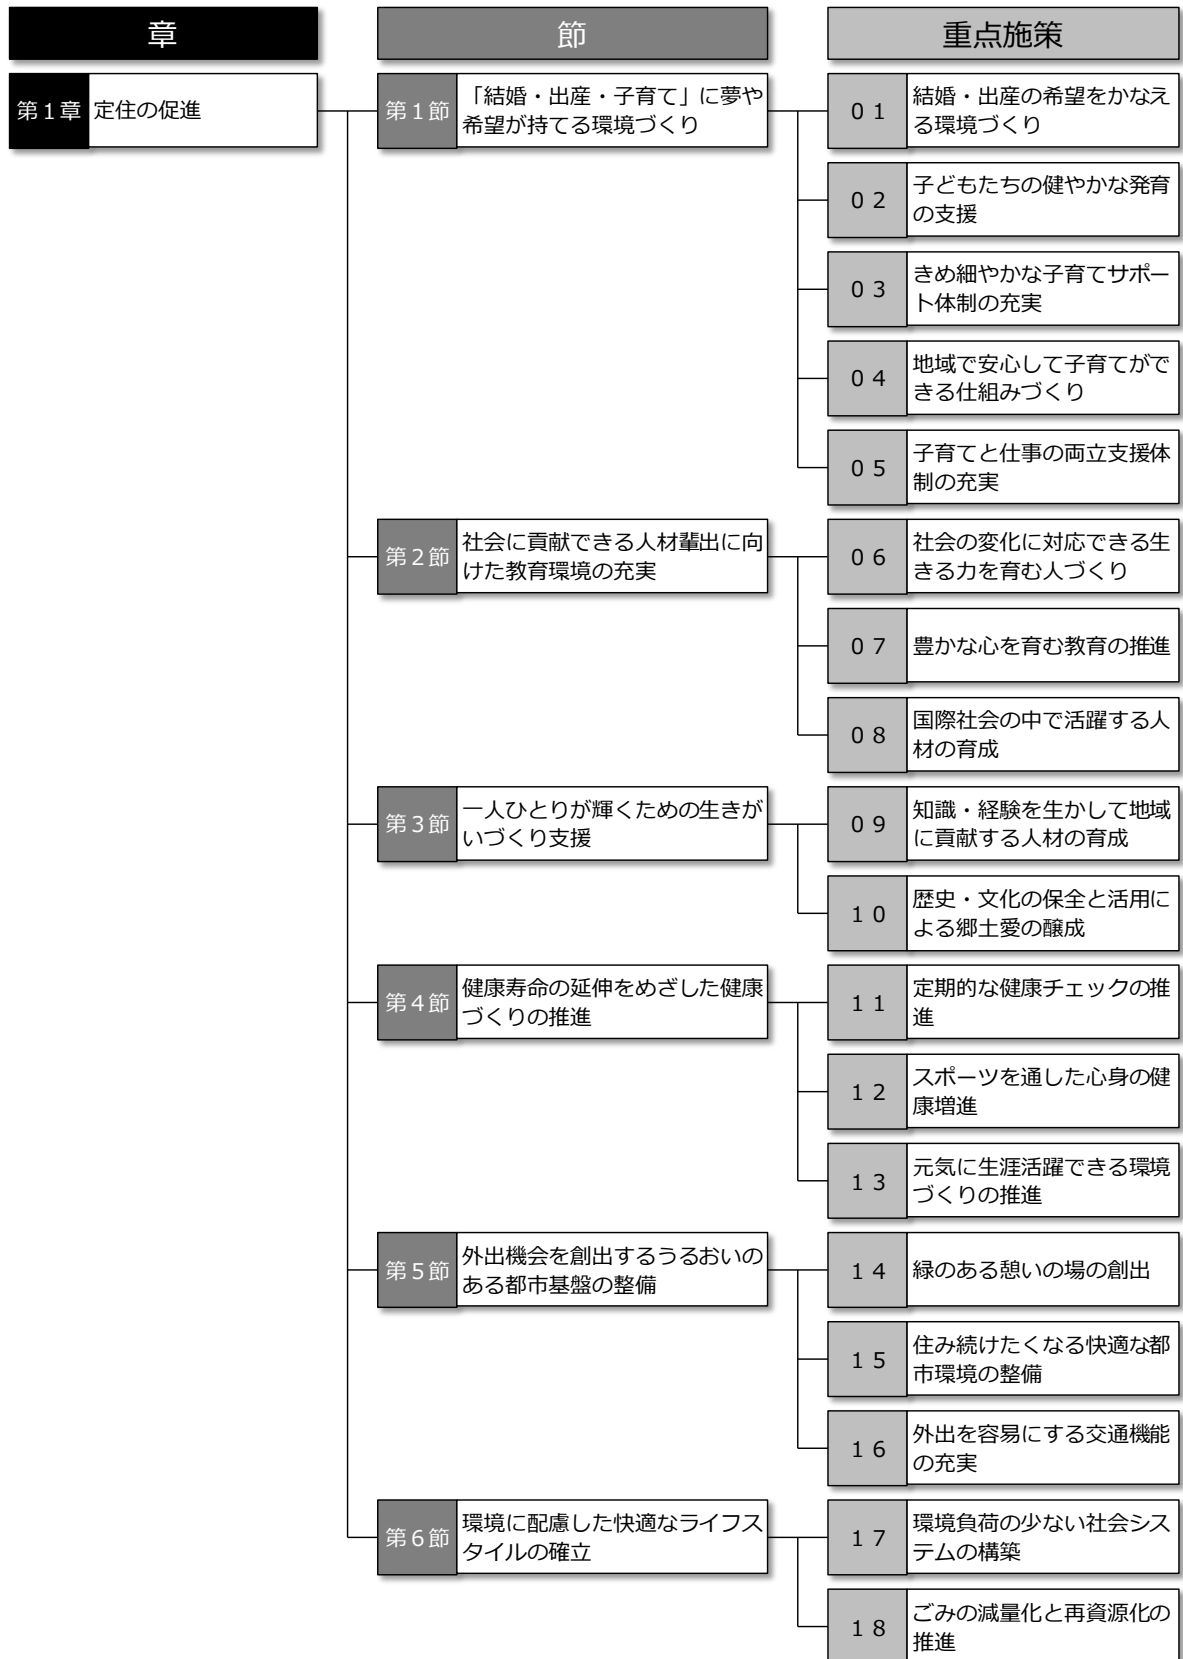 章
節
重点施策
第１章
定住の促進
第１節
「結婚・出産・子育て」に夢や
希望が持てる環境づくり
０１
結婚・出産の希望をかなえ
る環境づくり
０２
子どもたちの健やかな発育
の支援
０３
きめ細やかな子育てサポー
ト体制の充実
０４
地域で安心して子育てがで
きる仕組みづくり
０５
子育てと仕事の両立支援体
制の充実
第２節
社会に貢献できる人材輩出に向
けた教育環境の充実
０６
社会の変化に対応できる生
きる力を育む人づくり
０７
豊かな心を育む教育の推進
０８
国際社会の中で活躍する人
材の育成
第３節
一人ひとりが輝くための生きが
いづくり支援
０９
知識・経験を生かして地域
に貢献する人材の育成
１０
歴史・文化の保全と活用に
よる郷土愛の醸成
第４節
健康寿命の延伸をめざした健康
づくりの推進
１１
定期的な健康チェックの推
進
１２
スポーツを通した心身の健
康増進
１３
元気に生涯活躍できる環境
づくりの推進
第５節
外出機会を創出するうるおいの
ある都市基盤の整備
１４
緑のある憩いの場の創出
１５
住み続けたくなる快適な都
市環境の整備
１６
外出を容易にする交通機能
の充実
第６節
環境に配慮した快適なライフス
タイルの確立
１７
環境負荷の少ない社会シス
テムの構築
１８
ごみの減量化と再資源化の
推進